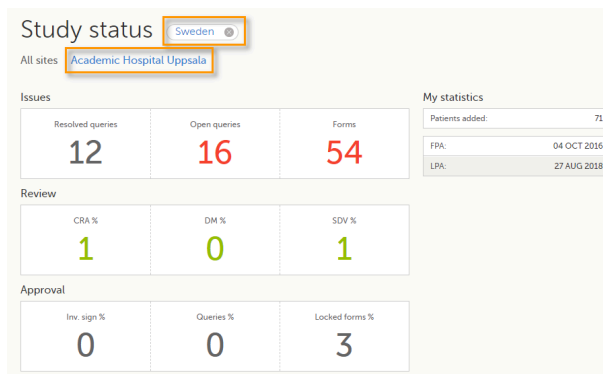 Study status Sweden
All sites Academic Hospital Uppsala
Issues
Resolved queries Open queries Forms
12 16 54
Review
CRA % DM % SDV %
1 0 1
Approval
Inv. sign % Queries % Locked forms %
0 0 3
My statistics
Patients added: 71
FPA: 04 OCT 2016
LPA: 27 AUG 2018